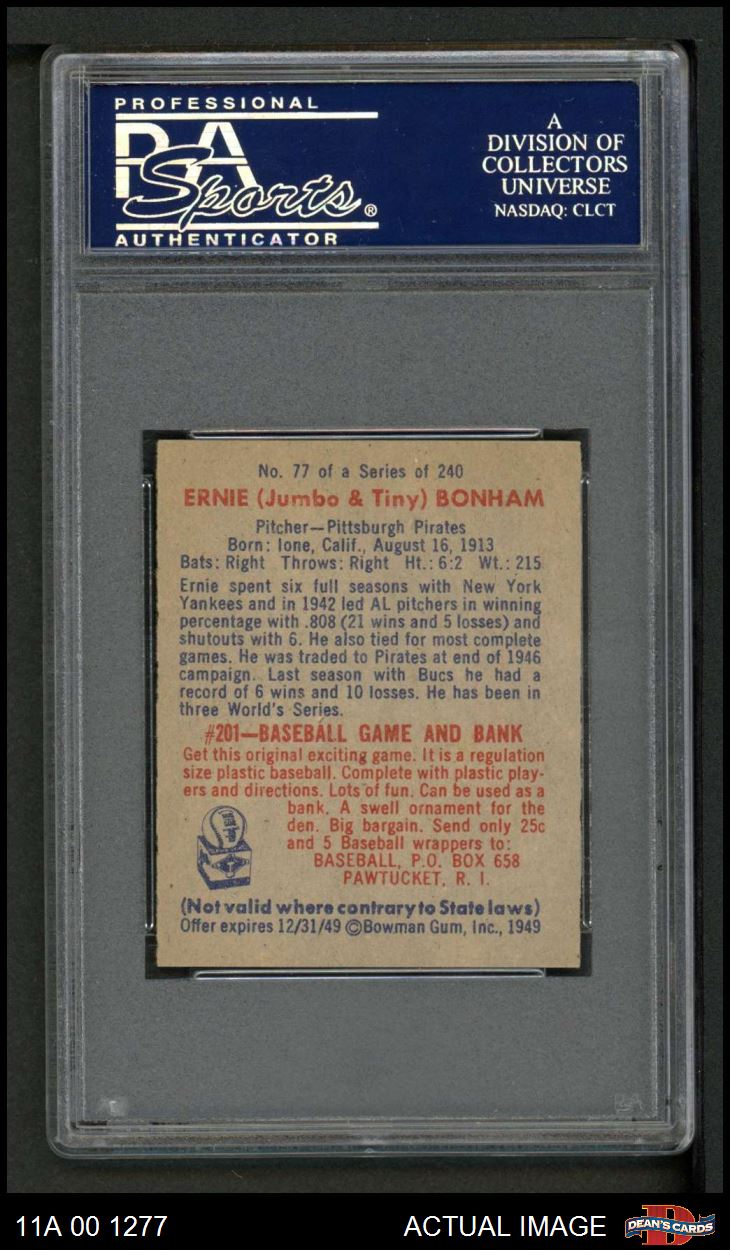 PROFESSIONAL
PSA
Sports®
AUTHENTICATOR
A
DIVISION OF
COLLECTORS
UNIVERSE
NASDAQ: CLCT
No. 77 of a Series of 240
ERNIE (Jumbo & Tiny) BONHAM
Pitcher—Pittsburgh Pirates
Born: Ione, Calif., August 16, 1913
Bats: Right Throws: Right Ht.: 6:2 Wt.: 215
Ernie spent six full seasons with New York
Yankees and in 1942 led AL pitchers in winning
percentage with .808 (21 wins and 5 losses) and
shutouts with 6. He also tied for most complete
games. He was traded to Pirates at end of 1946
campaign. Last season with Bucs he had a
record of 6 wins and 10 losses. He has been in
three World's Series.
#201—BASEBALL GAME AND BANK
Get this original exciting game. It is a regulation
size plastic baseball. Complete with plastic play-
ers and directions. Lots of fun. Can be used as a
bank. A swell ornament for the
den. Big bargain. Send only 25c
and 5 Baseball wrappers to:
BASEBALL, P.O. BOX 658
PAWTUCKET, R. I.
(Not valid where contrary to State laws)
Offer expires 12/31/49 ©Bowman Gum, Inc., 1949
11A 00 1277
ACTUAL IMAGE
DEAN'S CARDS